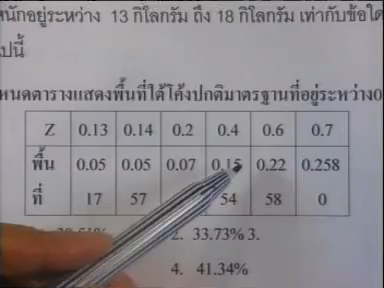 หนักอยู่ระหว่าง 13 กิโลกรัม ถึง 18 กิโลกรัม เท่ากับข้อใด
ปนี้
หนดตารางแสดงพื้นที่ใต้โค้งปกติมาตรฐานที่อยู่ระหว่าง0
Z 0.13 0.14 0.2 0.4 0.6 0.7
พื้น 0.05 0.05 0.07 0.15 0.22 0.258
ที่ 17 57 54 58 0
2. 33.73% 3.
4. 41.34%